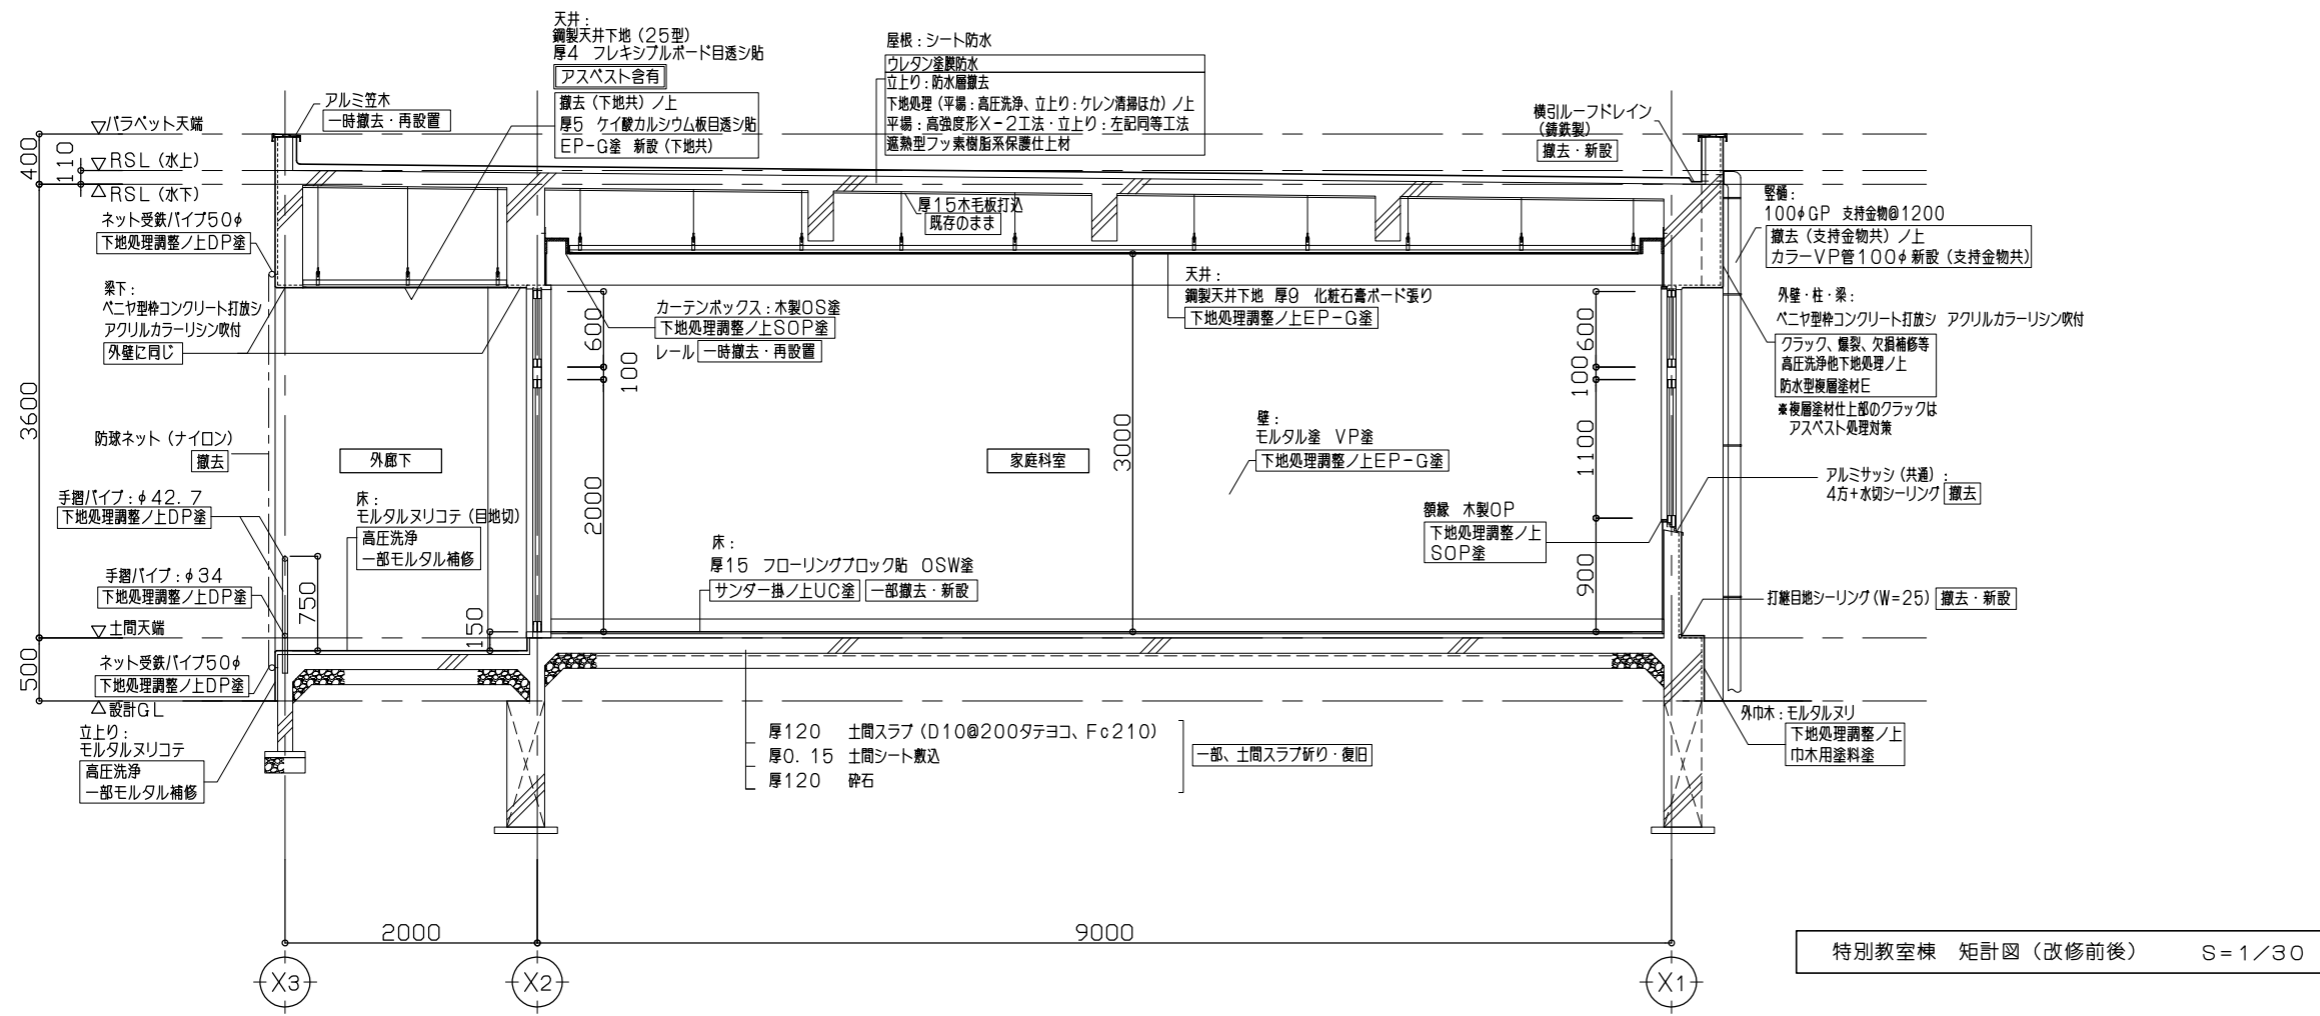 天井：
鋼製天井下地（25型）
厚4　フレキシブルボード目透シ貼
アスベスト含有
撤去（下地共）ノ上
厚5　ケイ酸カルシウム板目透シ貼
EP-G塗　新設（下地共）
屋根：シート防水
ウレタン塗膜防水
立上り：防水層撤去
下地処理（平場：高圧洗浄、立上り：ケレン清掃ほか）ノ上
平場：高強度形X-2工法・立上り：左記同等工法
遮熱型フッ素樹脂系保護仕上材
アルミ笠木
一時撤去・再設置
横引ルーフドレイン
（鋳鉄製）
撤去・新設
▽パラペット天端
▽RSL（水上）
△RSL（水下）
400
110
3600
500
ネット受鉄パイプ50φ
下地処理調整ノ上DP塗
厚15木毛板打込
既存のまま
竪樋：
100φGP　支持金物@1200
撤去（支持金物共）ノ上
カラーVP管100φ新設（支持金物共）
梁下：
ベニヤ型枠コンクリート打放シ
アクリルカラーリシン吹付
外壁に同じ
カーテンボックス：木製OS塗
下地処理調整ノ上SOP塗
レール
一時撤去・再設置
天井：
鋼製天井下地　厚9　化粧石膏ボード張り
下地処理調整ノ上EP-G塗
外壁・柱・梁：
ベニヤ型枠コンクリート打放シ　アクリルカラーリシン吹付
クラック、爆裂、欠損補修等
高圧洗浄他下地処理ノ上
防水型複層塗材E
※複層塗材仕上部のクラックは
アスベスト処理対策
600
100
2000
3000
600
100
1100
900
防球ネット（ナイロン）
撤去
外廊下
家庭科室
壁：
モルタル塗　VP塗
下地処理調整ノ上EP-G塗
手摺パイプ：φ42．7
下地処理調整ノ上DP塗
床：
モルタルヌリコテ（目地切）
高圧洗浄
一部モルタル補修
額縁　木製OP
下地処理調整ノ上
SOP塗
アルミサッシ（共通）：
4方+水切シーリング
撤去
手摺パイプ：φ34
下地処理調整ノ上DP塗
750
150
床：
厚15　フローリングブロック貼　OSW塗
サンダー掛ノ上UC塗
一部撤去・新設
打継目地シーリング（W=25）
撤去・新設
▽土間天端
ネット受鉄パイプ50φ
下地処理調整ノ上DP塗
△設計GL
立上り：
モルタルヌリコテ
高圧洗浄
一部モルタル補修
厚120　土間スラブ（D10@200タテヨコ、Fc210）
厚0．15　土間シート敷込
厚120　砕石
一部、土間スラブ斫り・復旧
外巾木：モルタルヌリ
下地処理調整ノ上
巾木用塗料塗
2000
9000
X3
X2
X1
特別教室棟　矩計図（改修前後）　S=1／30